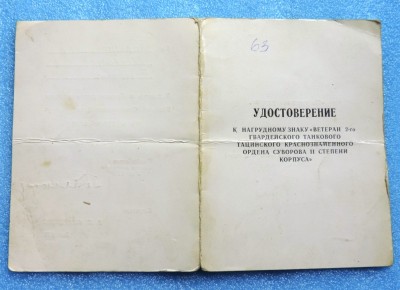 63
УДОСТОВЕРЕНИЕ
К НАГРУДНОМУ ЗНАКУ «ВЕТЕРАН 2-го
ГВАРДЕЙСКОГО ТАНКОВОГО
ТАЦИНСКОГО КРАСНОЗНАМЕННОГО
ОРДЕНА СУВОРОВА II СТЕПЕНИ
КОРПУСА»